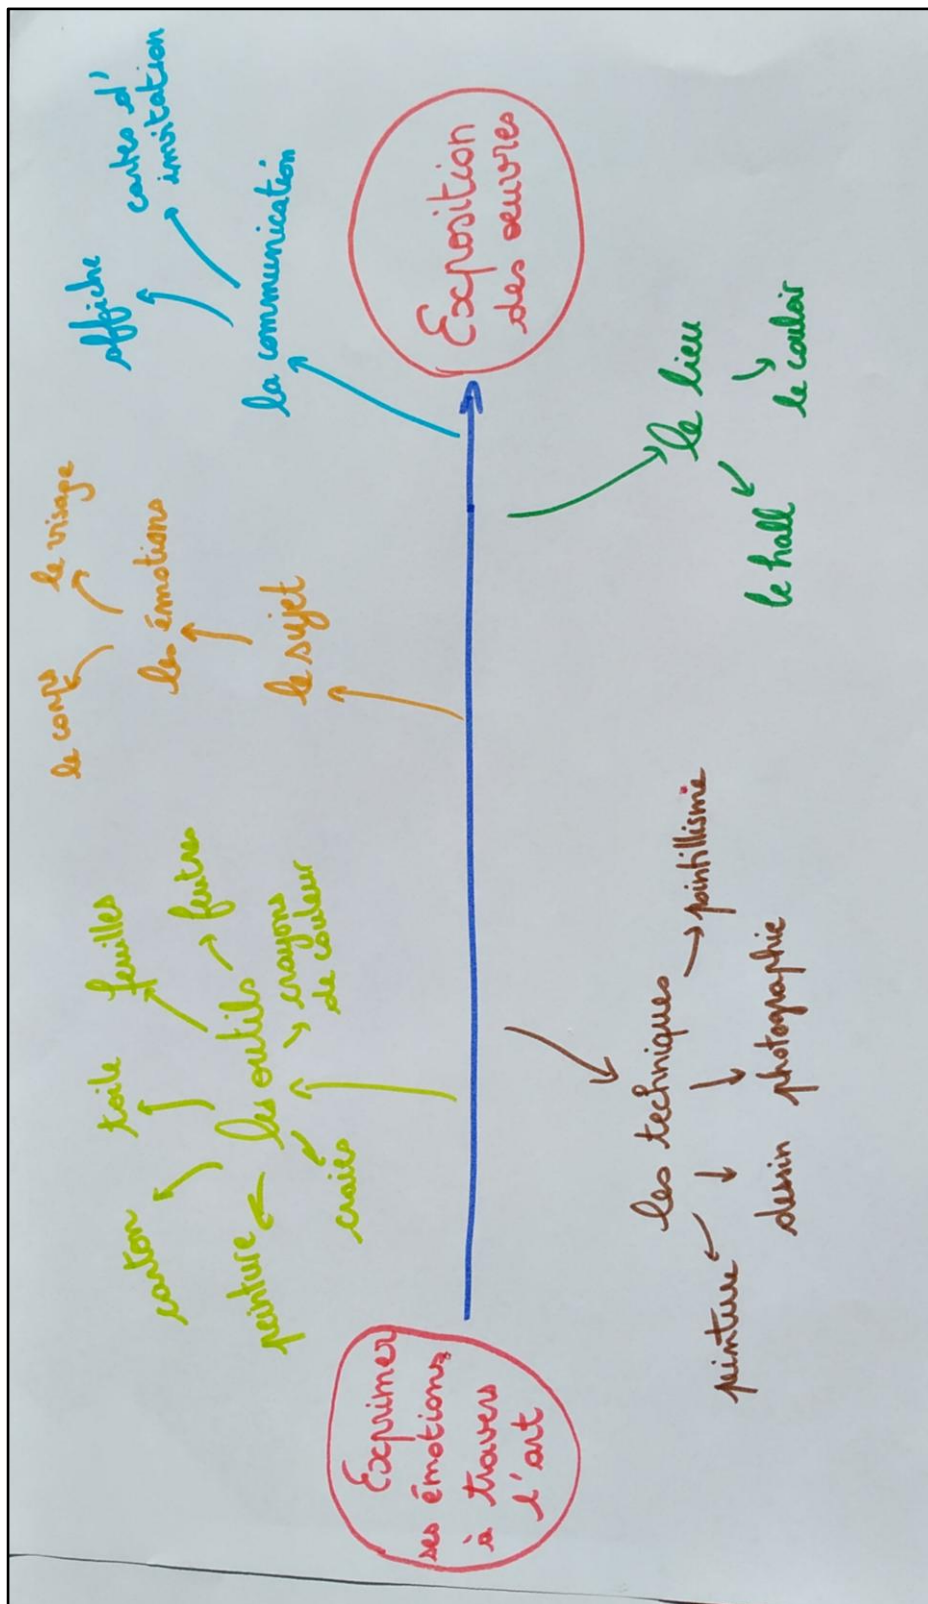 Exprimer
ses émotions
à travers
l'art
carton
toile
feuilles
peinture
les outils
feutres
craies
crayons
de couleur
le corps
le visage
les émotions
le sujet
affiche
cartes d'
invitation
la communication
Exposition
des oeuvres
les techniques
pointillisme
peinture
dessin
photographie
le lieu
le hall
le couloir